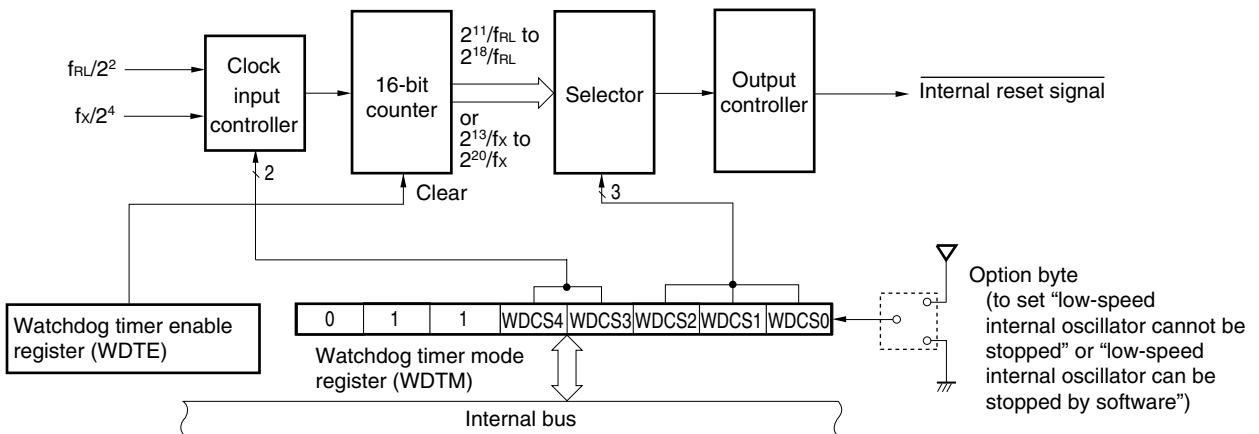 fRL/2²
fX/2⁴
Clock
input
controller
2
16-bit
counter
Clear
2¹¹/fRL to
2¹⁸/fRL
or
2¹³/fX to
2²⁰/fX
Selector
3
Output
controller
Internal reset signal
Watchdog timer enable
register (WDTE)
0 1 1 WDCS4 WDCS3 WDCS2 WDCS1 WDCS0
Watchdog timer mode
register (WDTM)
Internal bus
Option byte
(to set “low-speed
internal oscillator cannot be
stopped” or “low-speed
internal oscillator can be
stopped by software”)